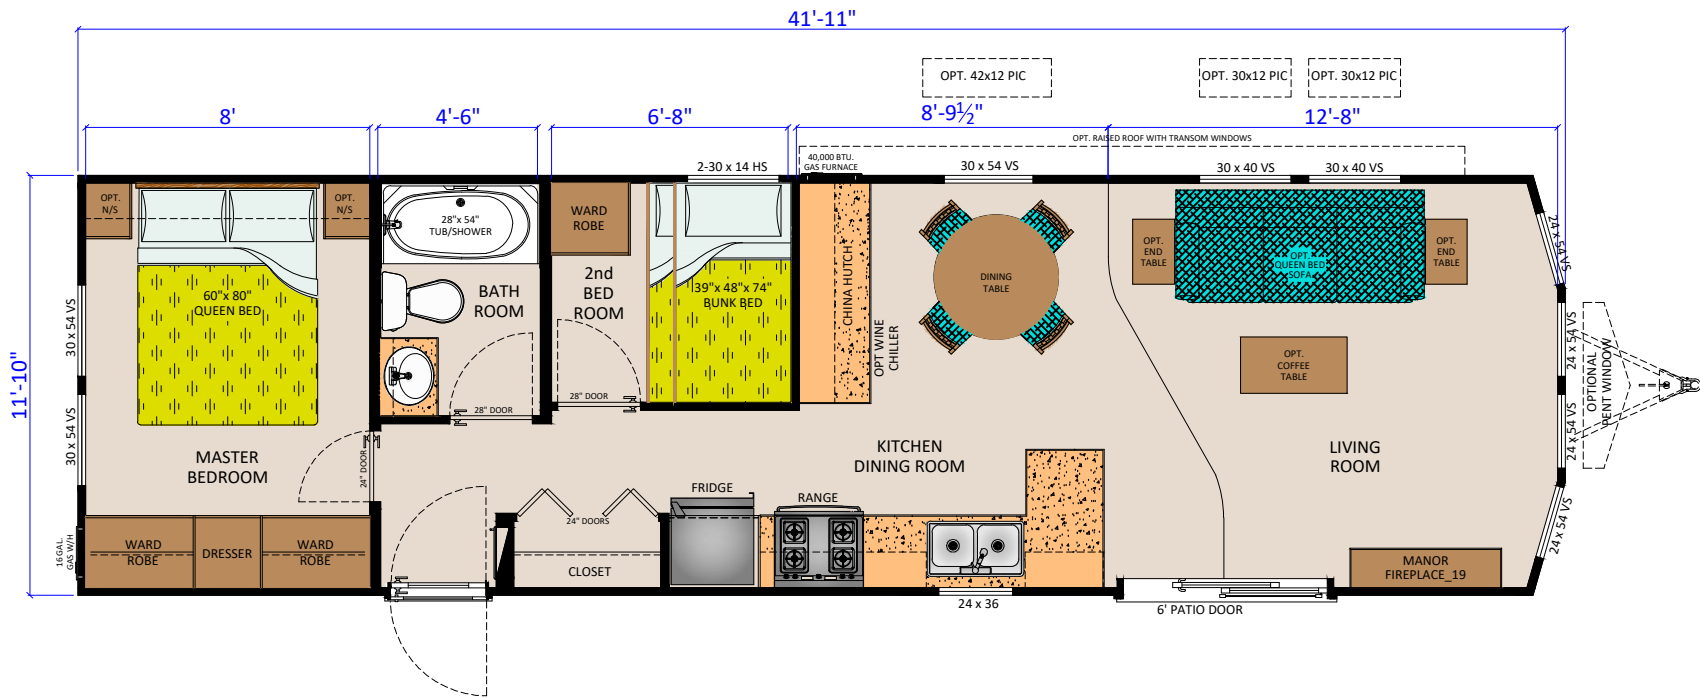 41'-11"
OPT. 42x12 PIC
OPT. 30x12 PIC
OPT. 30x12 PIC
8'
4'-6"
6'-8"
8'-9½"
12'-8"
OPT. RAISED ROOF WITH TRANSOM WINDOWS
2-30 x 14 HS
40,000 BTU.
GAS FURNACE
30 x 54 VS
30 x 40 VS
30 x 40 VS
11'-10"
OPT.
N/S
OPT.
N/S
60"x 80"
QUEEN BED
30 x 54 VS
30 x 54 VS
MASTER
BEDROOM
24" DOOR
WARD
ROBE
DRESSER
WARD
ROBE
16 GAL.
GAS W/H
28"x 54"
TUB/SHOWER
BATH
ROOM
28" DOOR
WARD
ROBE
2nd
BED
ROOM
39"x 48"x 74"
BUNK BED
28" DOOR
CHINA HUTCH
OPT WINE
CHILLER
DINING
TABLE
KITCHEN
DINING ROOM
24" DOORS
CLOSET
FRIDGE
RANGE
24 x 36
OPT.
END
TABLE
OPT.
QUEEN BED
SOFA
OPT.
END
TABLE
OPT.
COFFEE
TABLE
LIVING
ROOM
MANOR
FIREPLACE_19
6' PATIO DOOR
24 x 54 VS
24 x 54 VS
24 x 54 VS
24 x 54 VS
OPTIONAL
PENT WINDOW